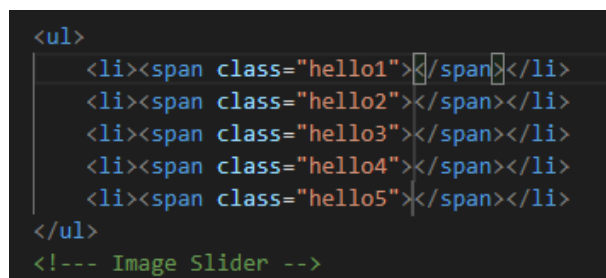 <ul>
<li><span class="hello1"></span></li>
<li><span class="hello2"></span></li>
<li><span class="hello3"></span></li>
<li><span class="hello4"></span></li>
<li><span class="hello5"></span></li>
</ul>
<!--- Image Slider -->